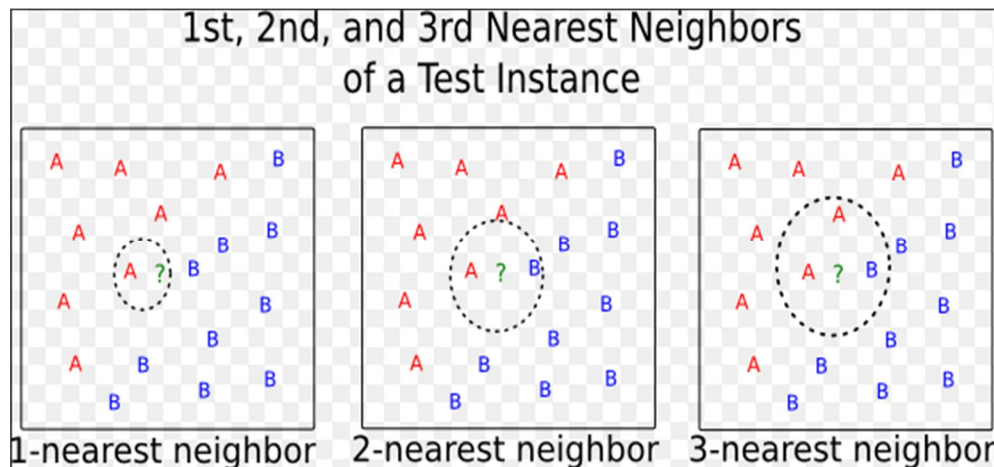 1st, 2nd, and 3rd Nearest Neighbors
of a Test Instance
A A A B
A
A B B
A ? B
A B
B
A B B
B B
1-nearest neighbor
A A A B
A
A B B
A ? B
A B
B
A B B
B B
2-nearest neighbor
A A A B
A
A B B
A ? B
A B
B
A B B
B B
3-nearest neighbor